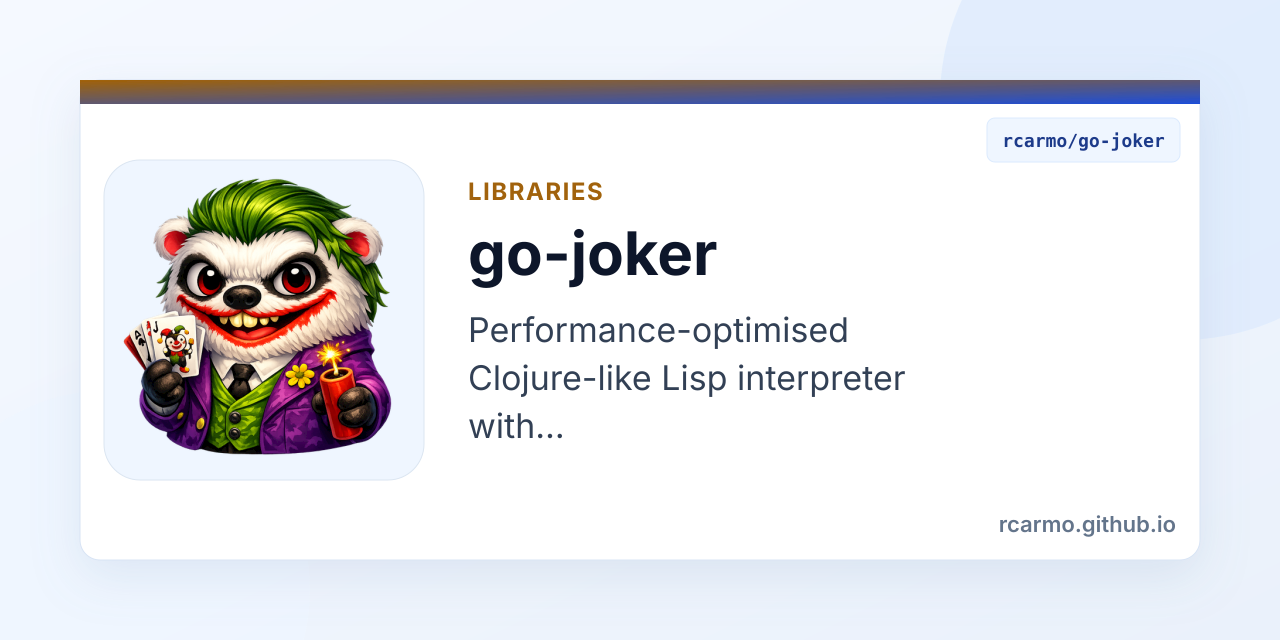 rcarmo/go-joker
LIBRARIES
go-joker
Performance-optimised
Clojure-like Lisp interpreter
with...
A
J
rcarmo.github.io